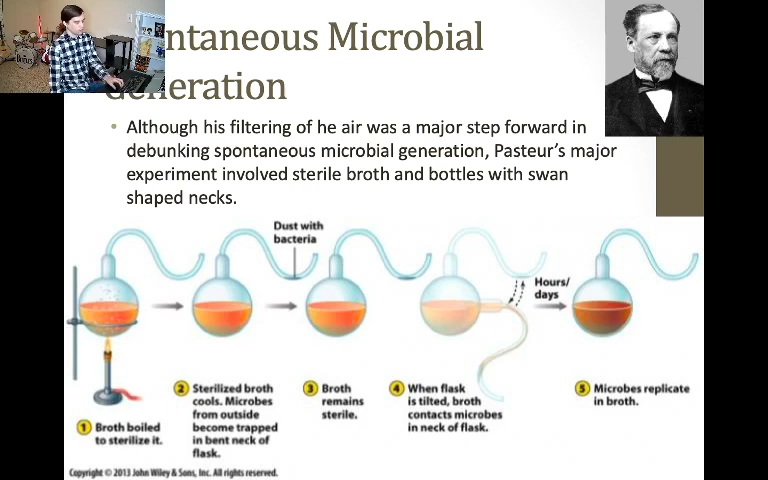 ntaneous Microbial
Generation
• Although his filtering of he air was a major step forward in
debunking spontaneous microbial generation, Pasteur's major
experiment involved sterile broth and bottles with swan
shaped necks.
Dust with
bacteria
Hours/
days
1 Broth boiled
to sterilize it.
2 Sterilized broth
cools. Microbes
from outside
become trapped
in bent neck of
flask.
3 Broth
remains
sterile.
4 When flask
is tilted, broth
contacts microbes
in neck of flask.
5 Microbes replicate
in broth.
Copyright © 2013 John Wiley & Sons, Inc. All rights reserved.